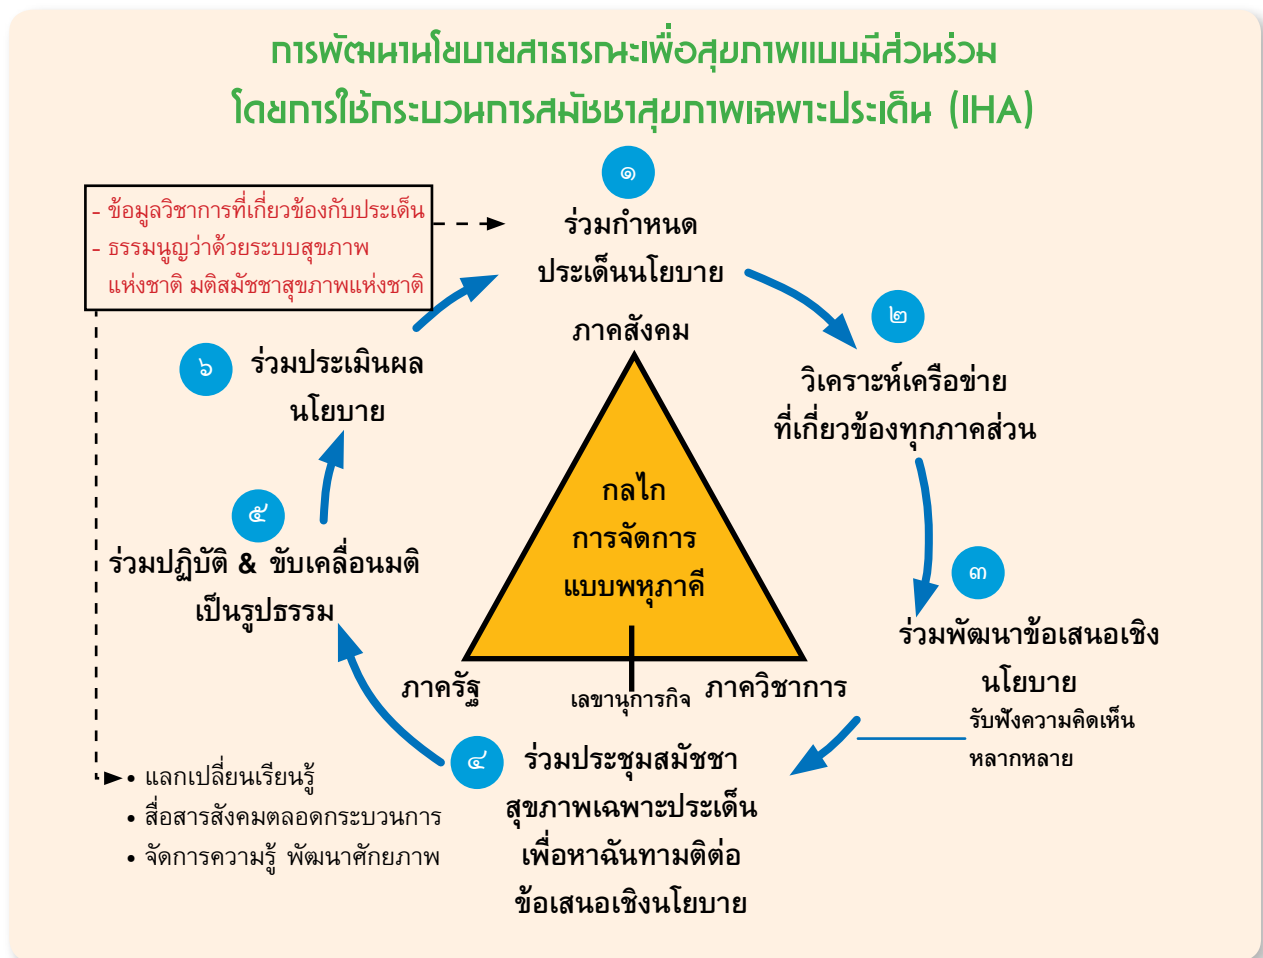 การพัฒนานโยบายสาธารณะเพื่อสุขภาพแบบมีส่วนร่วม
โดยการใช้กระบวนการสมัชชาสุขภาพเฉพาะประเด็น (IHA)
- ข้อมูลวิชาการที่เกี่ยวข้องกับประเด็น
- ธรรมนูญว่าด้วยระบบสุขภาพ
แห่งชาติ มติสมัชชาสุขภาพแห่งชาติ
๑
ร่วมกำหนด
ประเด็นนโยบาย
๒
วิเคราะห์เครือข่าย
ที่เกี่ยวข้องทุกภาคส่วน
๓
ร่วมพัฒนาข้อเสนอเชิง
นโยบาย
รับฟังความคิดเห็น
หลากหลาย
๔
ร่วมประชุมสมัชชา
สุขภาพเฉพาะประเด็น
เพื่อหาฉันทามติต่อ
ข้อเสนอเชิงนโยบาย
๕
ร่วมปฏิบัติ & ขับเคลื่อนมติ
เป็นรูปธรรม
๖
ร่วมประเมินผล
นโยบาย
ภาคสังคม
กลไก
การจัดการ
แบบพหุภาคี
ภาครัฐ
เลขานุการกิจ
ภาควิชาการ
• แลกเปลี่ยนเรียนรู้
• สื่อสารสังคมตลอดกระบวนการ
• จัดการความรู้ พัฒนาศักยภาพ